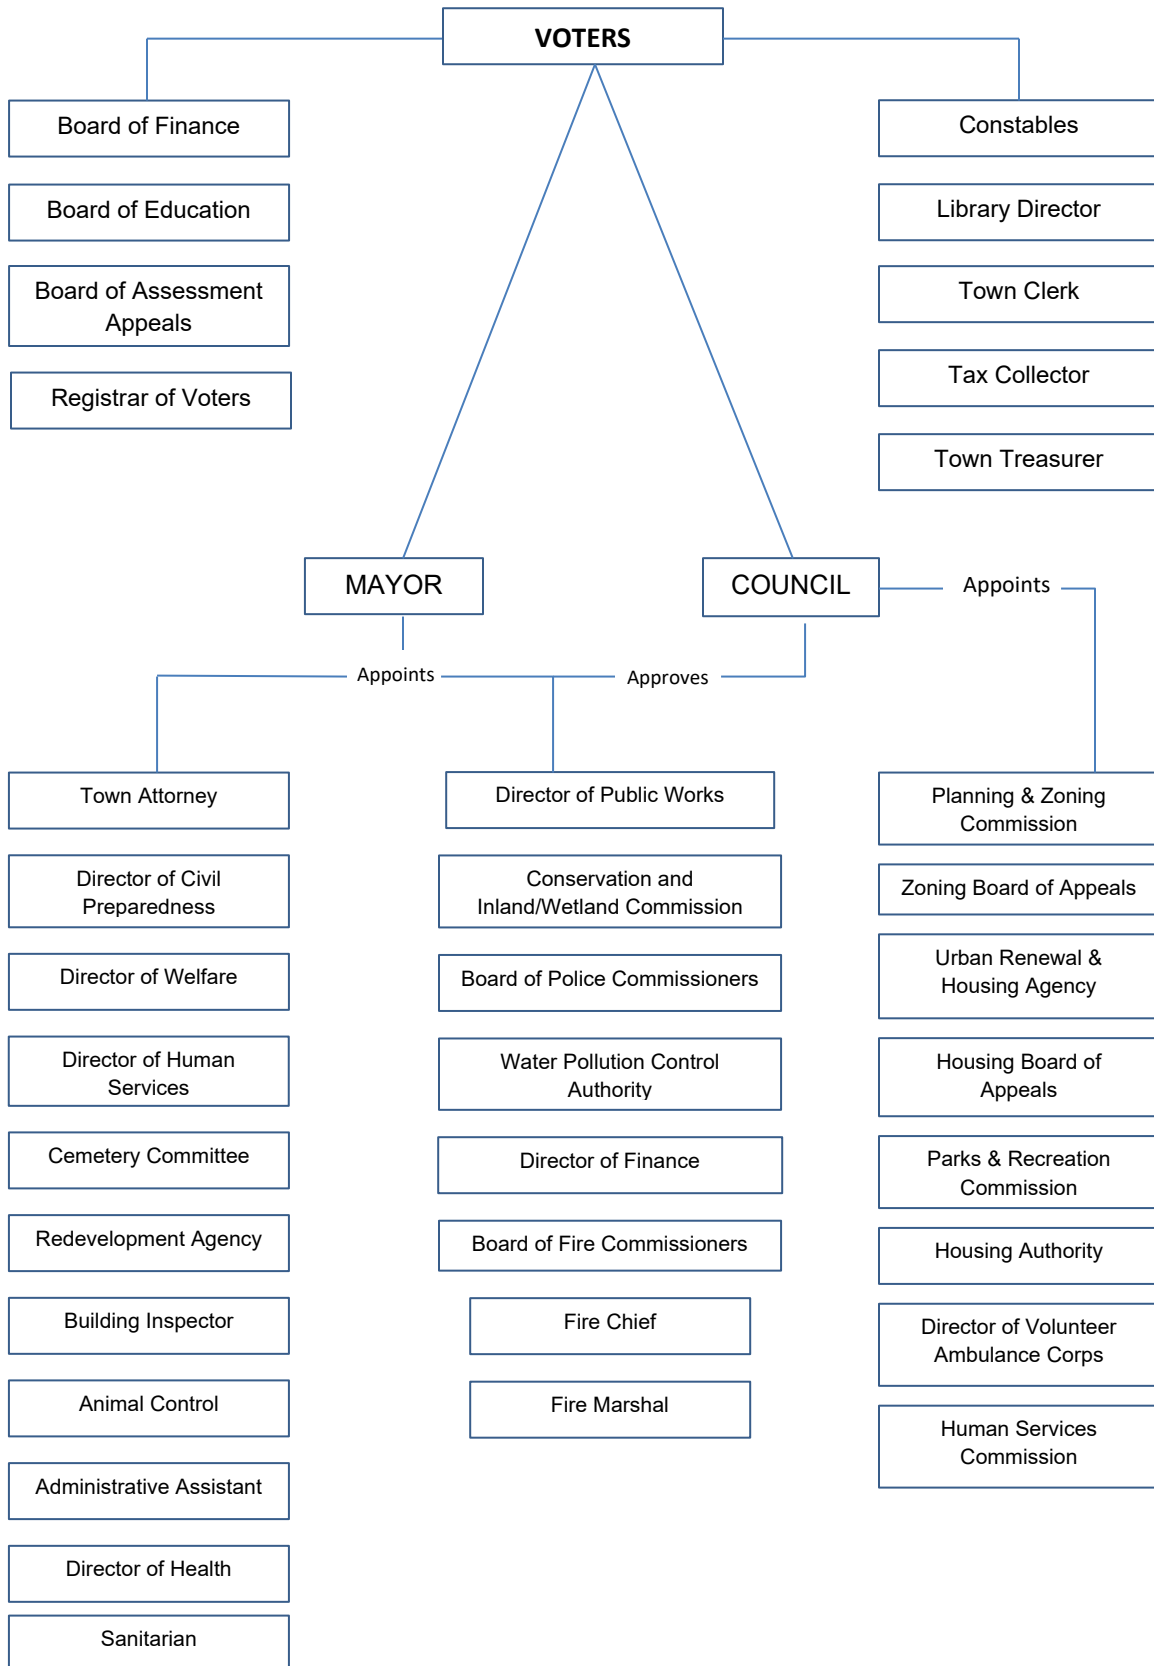 VOTERS
Board of Finance
Board of Education
Board of Assessment
Appeals
Registrar of Voters
Constables
Library Director
Town Clerk
Tax Collector
Town Treasurer
MAYOR
COUNCIL
Appoints
Appoints
Approves
Town Attorney
Director of Civil
Preparedness
Director of Welfare
Director of Human
Services
Cemetery Committee
Redevelopment Agency
Building Inspector
Animal Control
Administrative Assistant
Director of Health
Sanitarian
Director of Public Works
Conservation and
Inland/Wetland Commission
Board of Police Commissioners
Water Pollution Control
Authority
Director of Finance
Board of Fire Commissioners
Fire Chief
Fire Marshal
Planning & Zoning
Commission
Zoning Board of Appeals
Urban Renewal &
Housing Agency
Housing Board of
Appeals
Parks & Recreation
Commission
Housing Authority
Director of Volunteer
Ambulance Corps
Human Services
Commission